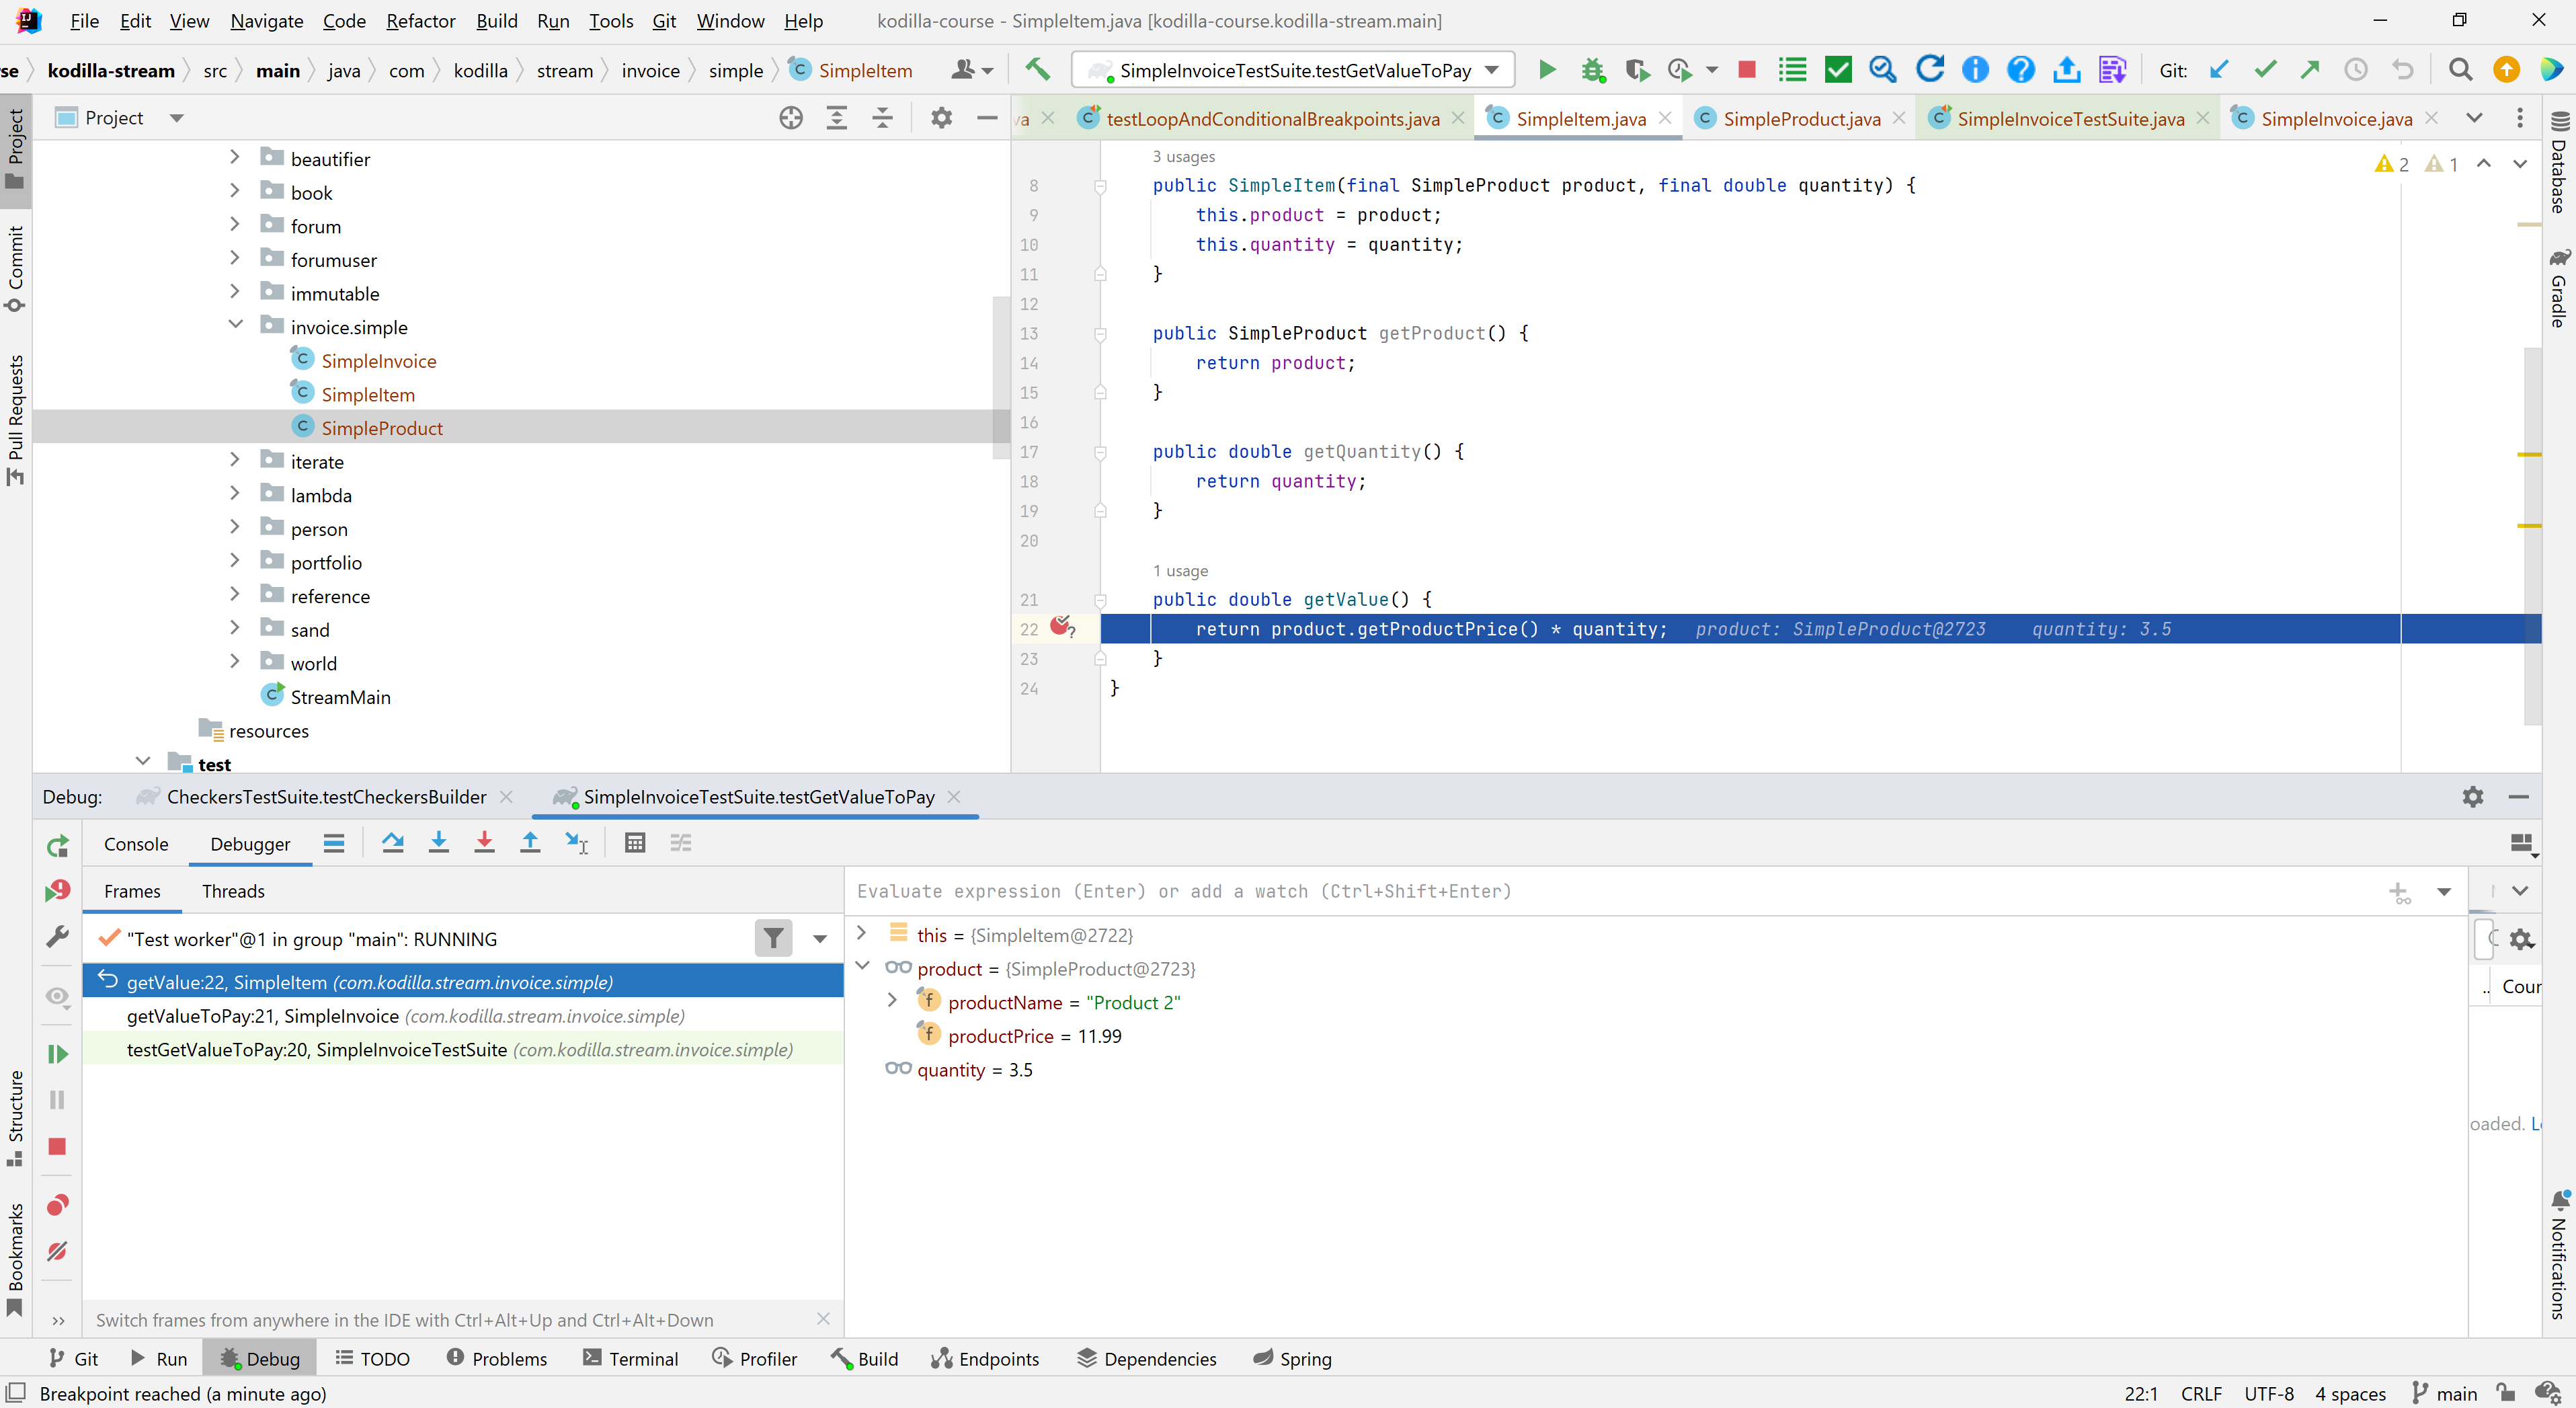 File Edit View Navigate Code Refactor Build Run Tools Git Window Help kodilla-course - SimpleItem.java [kodilla-course.kodilla-stream.main]
se kodilla-stream src main java com kodilla stream invoice simple SimpleItem SimpleInvoiceTestSuite.testGetValueToPay Git:
Project
va testLoopAndConditionalBreakpoints.java SimpleItem.java SimpleProduct.java SimpleInvoiceTestSuite.java SimpleInvoice.java
beautifier
book
forum
forumuser
immutable
invoice.simple
SimpleInvoice
SimpleItem
SimpleProduct
iterate
lambda
person
portfolio
reference
sand
world
StreamMain
resources
test
3 usages
2 1
8 public SimpleItem(final SimpleProduct product, final double quantity) {
9 this.product = product;
10 this.quantity = quantity;
11 }
12
13 public SimpleProduct getProduct() {
14 return product;
15 }
16
17 public double getQuantity() {
18 return quantity;
19 }
20
1 usage
21 public double getValue() {
22 return product.getProductPrice() * quantity; product: SimpleProduct@2723 quantity: 3.5
23 }
24 }
Project
Commit
Pull Requests
Structure
Bookmarks
Database
Gradle
Notifications
Debug: CheckersTestSuite.testCheckersBuilder SimpleInvoiceTestSuite.testGetValueToPay
Console Debugger
Frames Threads
"Test worker"@1 in group "main": RUNNING
getValue:22, SimpleItem (com.kodilla.stream.invoice.simple)
getValueToPay:21, SimpleInvoice (com.kodilla.stream.invoice.simple)
testGetValueToPay:20, SimpleInvoiceTestSuite (com.kodilla.stream.invoice.simple)
Switch frames from anywhere in the IDE with Ctrl+Alt+Up and Ctrl+Alt+Down
Evaluate expression (Enter) or add a watch (Ctrl+Shift+Enter)
this = {SimpleItem@2722}
product = {SimpleProduct@2723}
productName = "Product 2"
productPrice = 11.99
quantity = 3.5
.. Cour
oaded. L
Git Run Debug TODO Problems Terminal Profiler Build Endpoints Dependencies Spring
Breakpoint reached (a minute ago) 22:1 CRLF UTF-8 4 spaces main